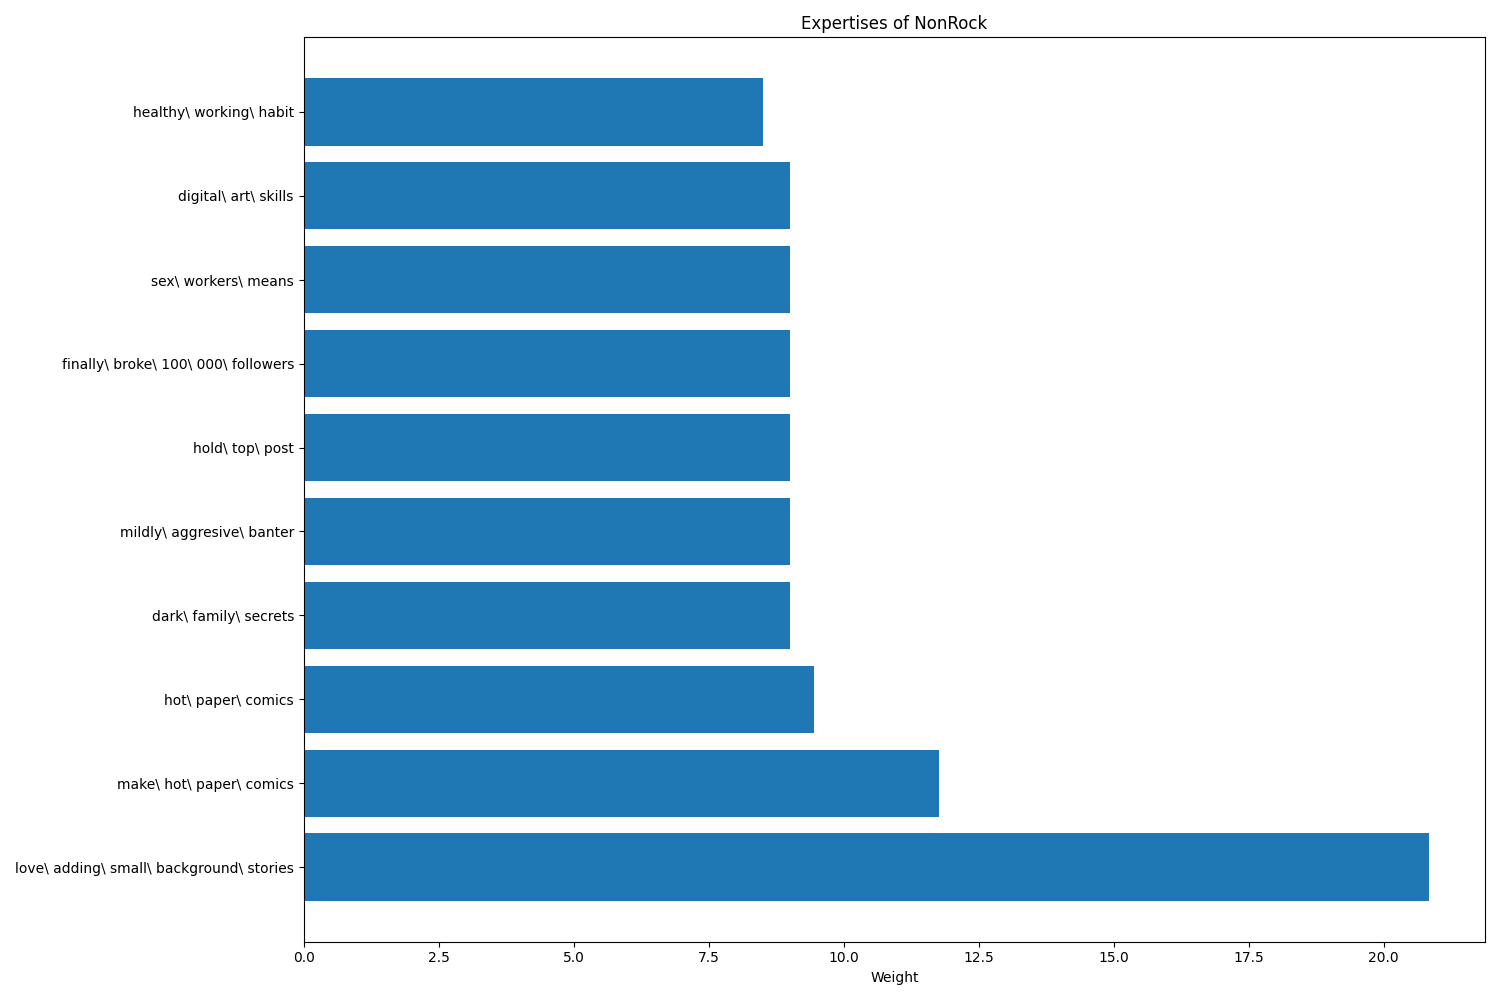 Expertises of NonRock
healthy\ working\ habit
digital\ art\ skills
sex\ workers\ means
finally\ broke\ 100\ 000\ followers
hold\ top\ post
mildly\ aggresive\ banter
dark\ family\ secrets
hot\ paper\ comics
make\ hot\ paper\ comics
love\ adding\ small\ background\ stories
0.0 2.5 5.0 7.5 10.0 12.5 15.0 17.5 20.0
Weight